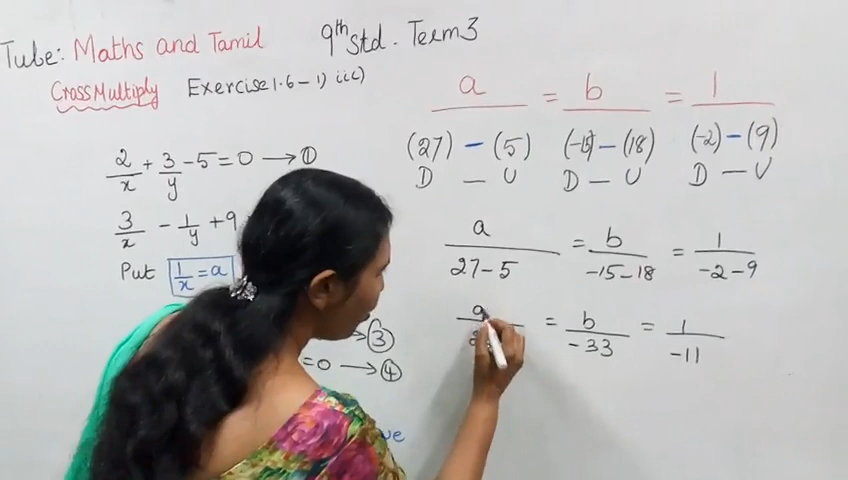 Tube: Maths and Tamil 9th Std. Term3
Cross Multiply Exercise 1.6 – 1) iii)
a/ = b/ = 1/
(27) – (5) (-15) – (18) (-2) – (9)
D – U D – U D – U
2/x + 3/y – 5 = 0 → ①
3/x – 1/y + 9
Put 1/x = a
a/27-5 = b/-15-18 = 1/-2-9
a/ = b/-33 = 1/-11
→ ③
= 0 → ④